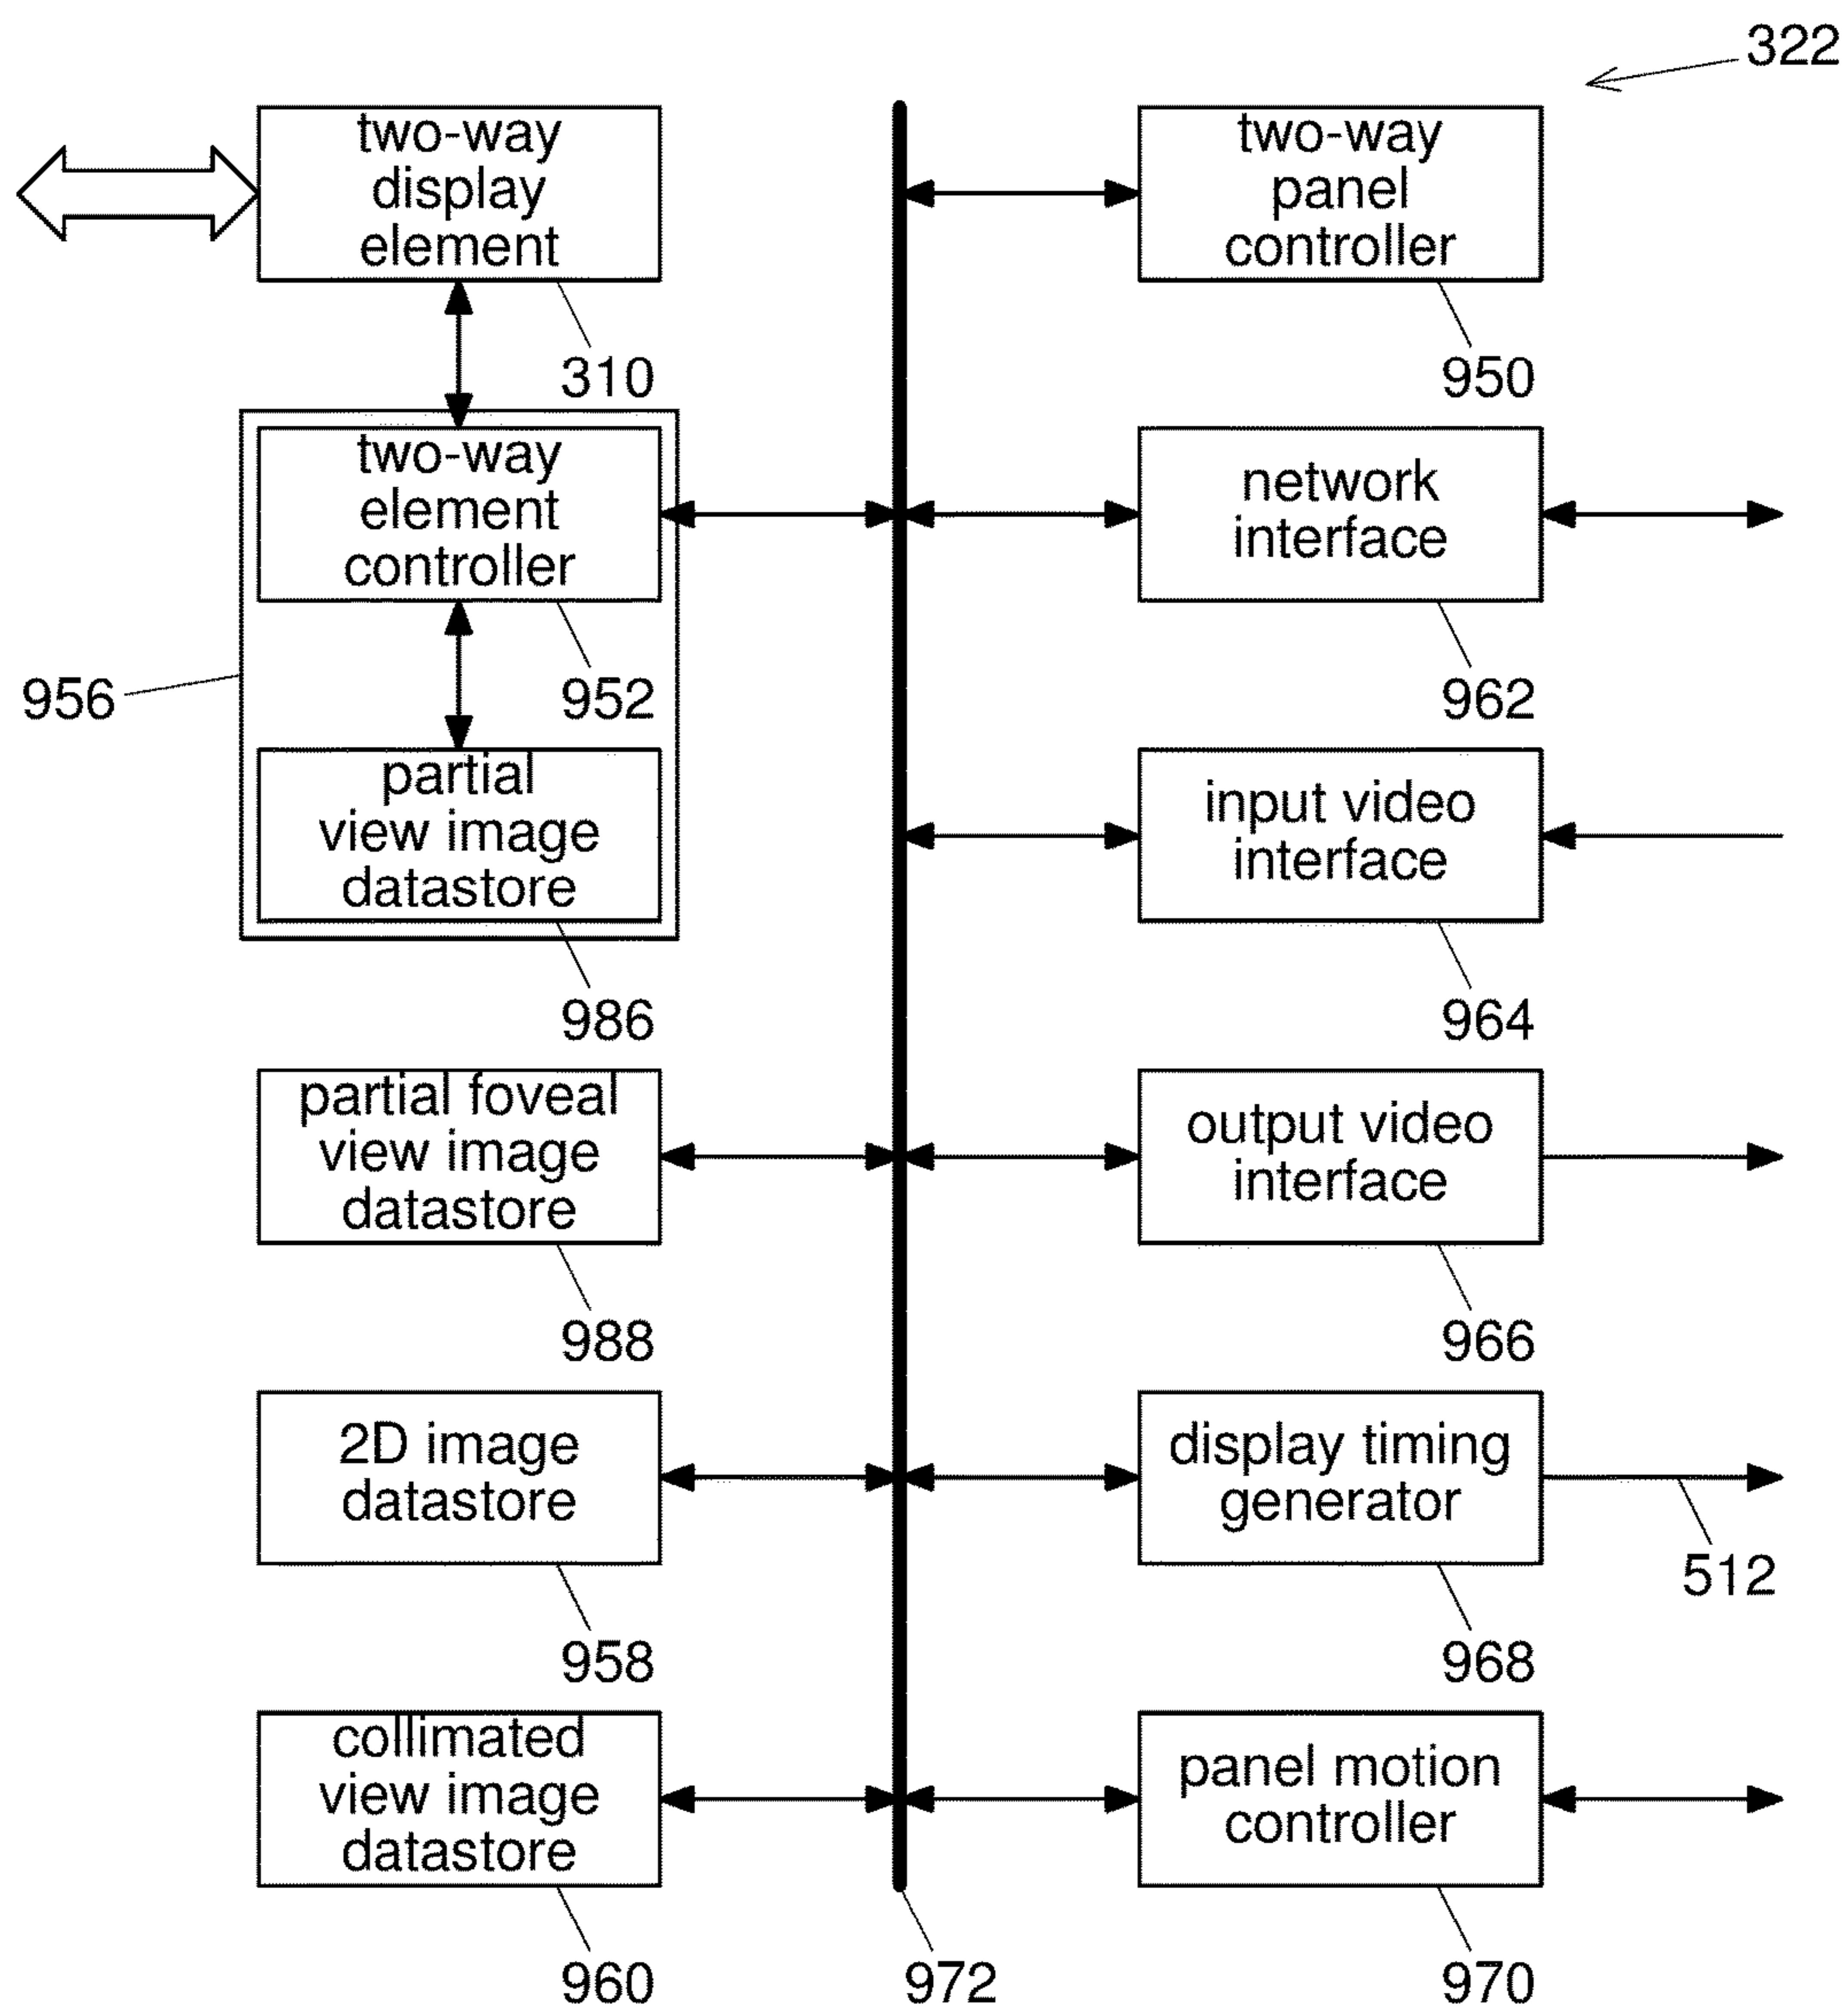 322
two-way
display
element
310
two-way
panel
controller
950
two-way
element
controller
952
956
network
interface
962
partial
view image
datastore
986
input video
interface
964
partial foveal
view image
datastore
988
output video
interface
966
2D image
datastore
958
display timing
generator
968
512
collimated
view image
datastore
960
972
panel motion
controller
970